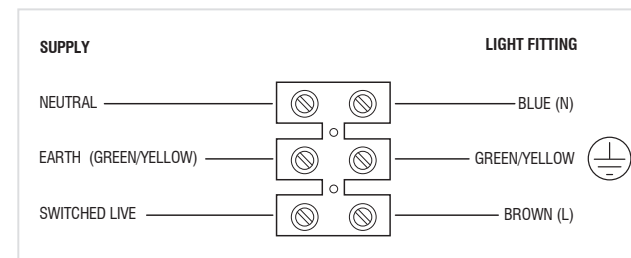 SUPPLY LIGHT FITTING
NEUTRAL BLUE (N)
EARTH (GREEN/YELLOW) GREEN/YELLOW
SWITCHED LIVE BROWN (L)